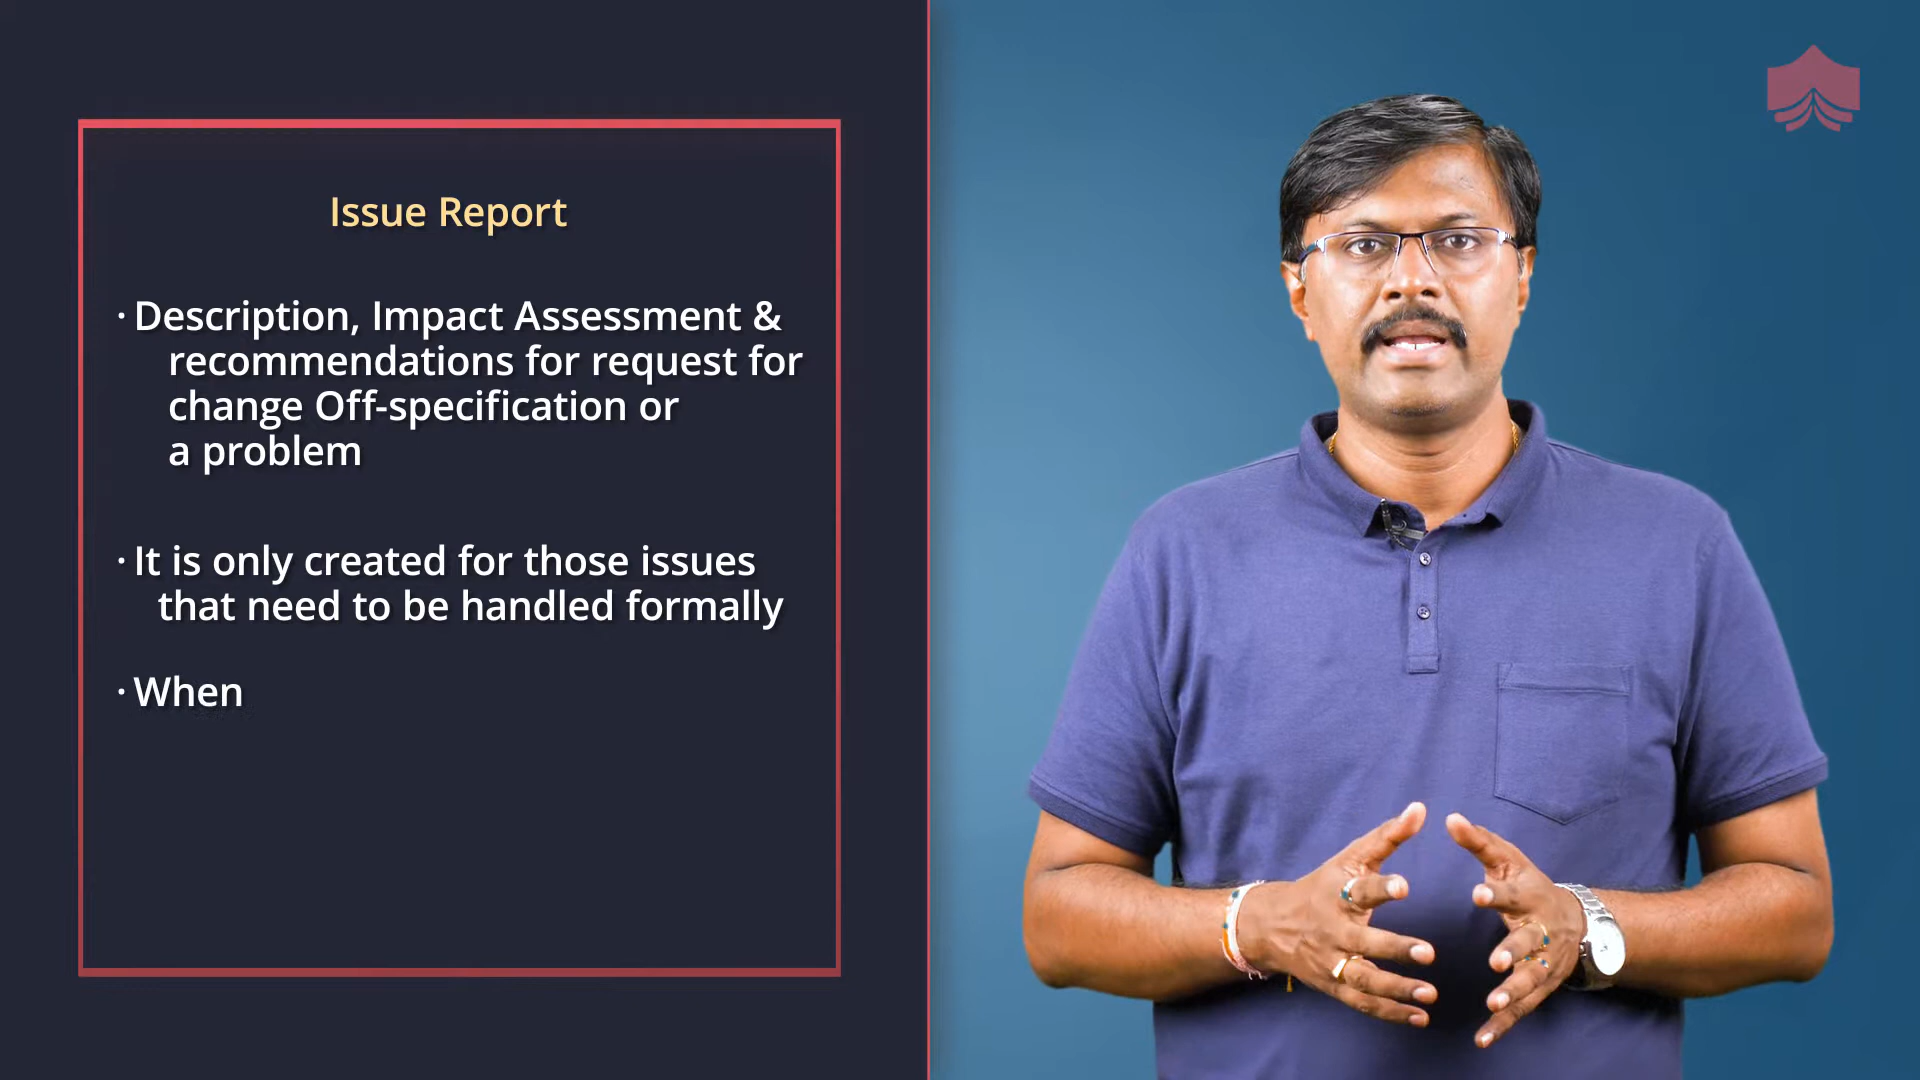 Issue Report
· Description, Impact Assessment &
recommendations for request for
change Off-specification or
a problem
· It is only created for those issues
that need to be handled formally
· When